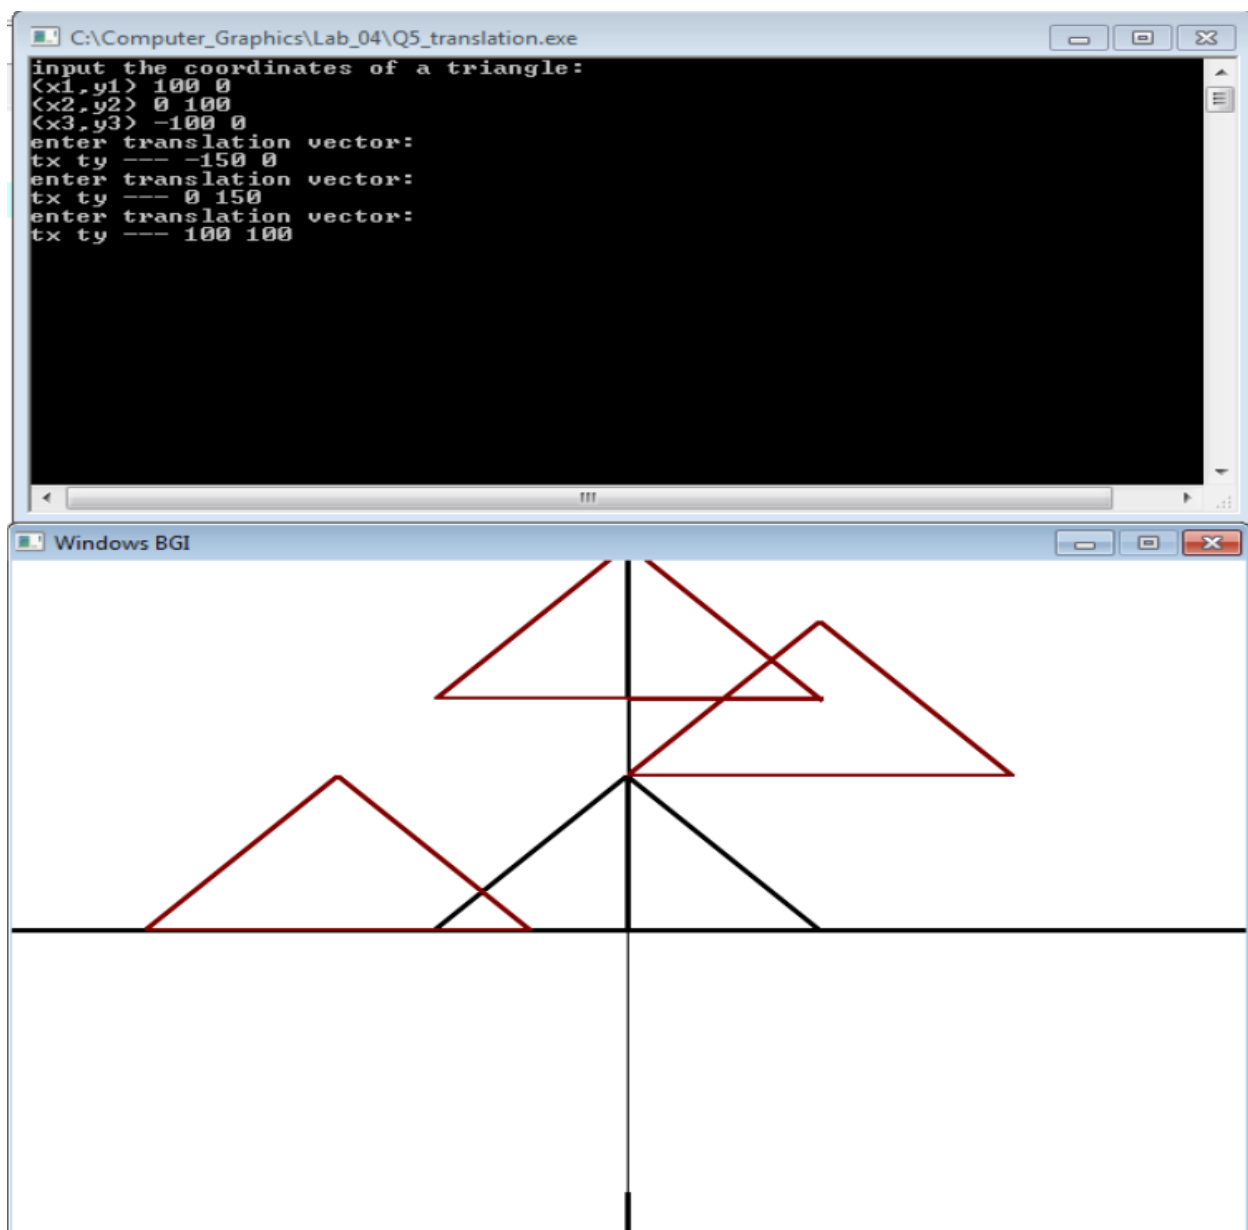 C:\Computer_Graphics\Lab_04\Q5_translation.exe
input the coordinates of a triangle:
(x1,y1) 100 0
(x2,y2) 0 100
(x3,y3) -100 0
enter translation vector:
tx ty --- -150 0
enter translation vector:
tx ty --- 0 150
enter translation vector:
tx ty --- 100 100
Windows BGI